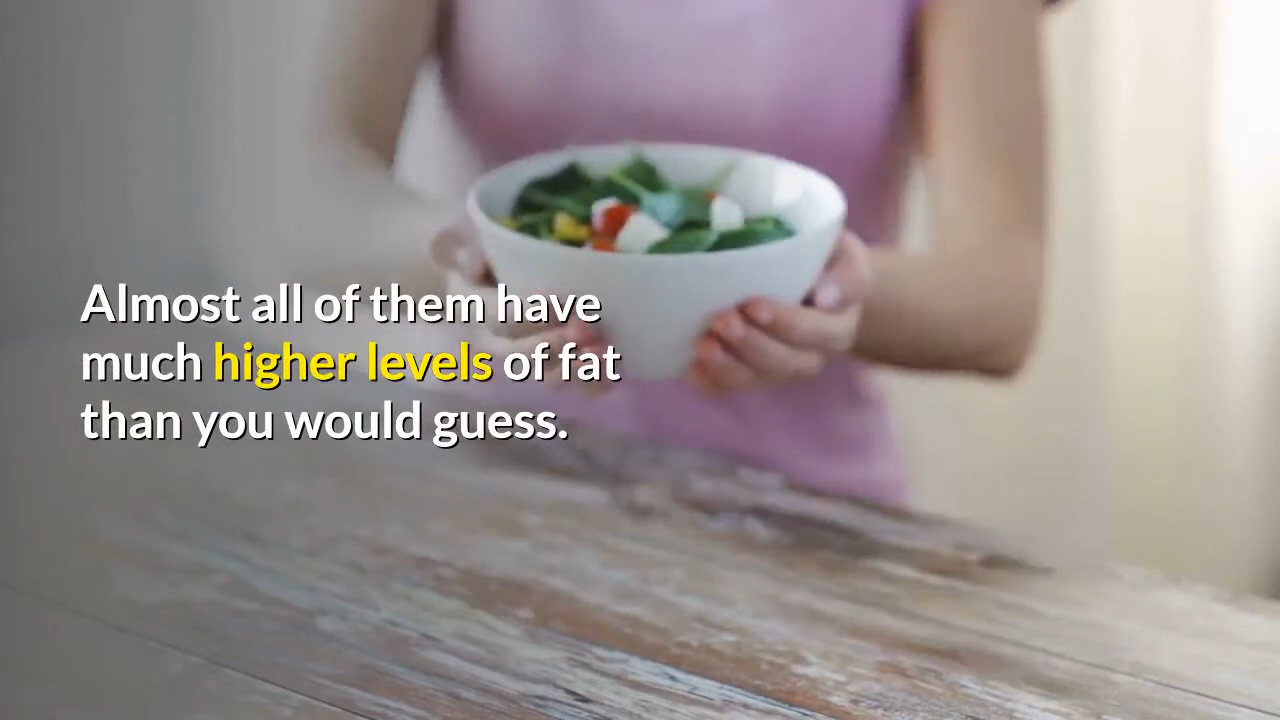 Almost all of them have
much higher levels of fat
than you would guess.